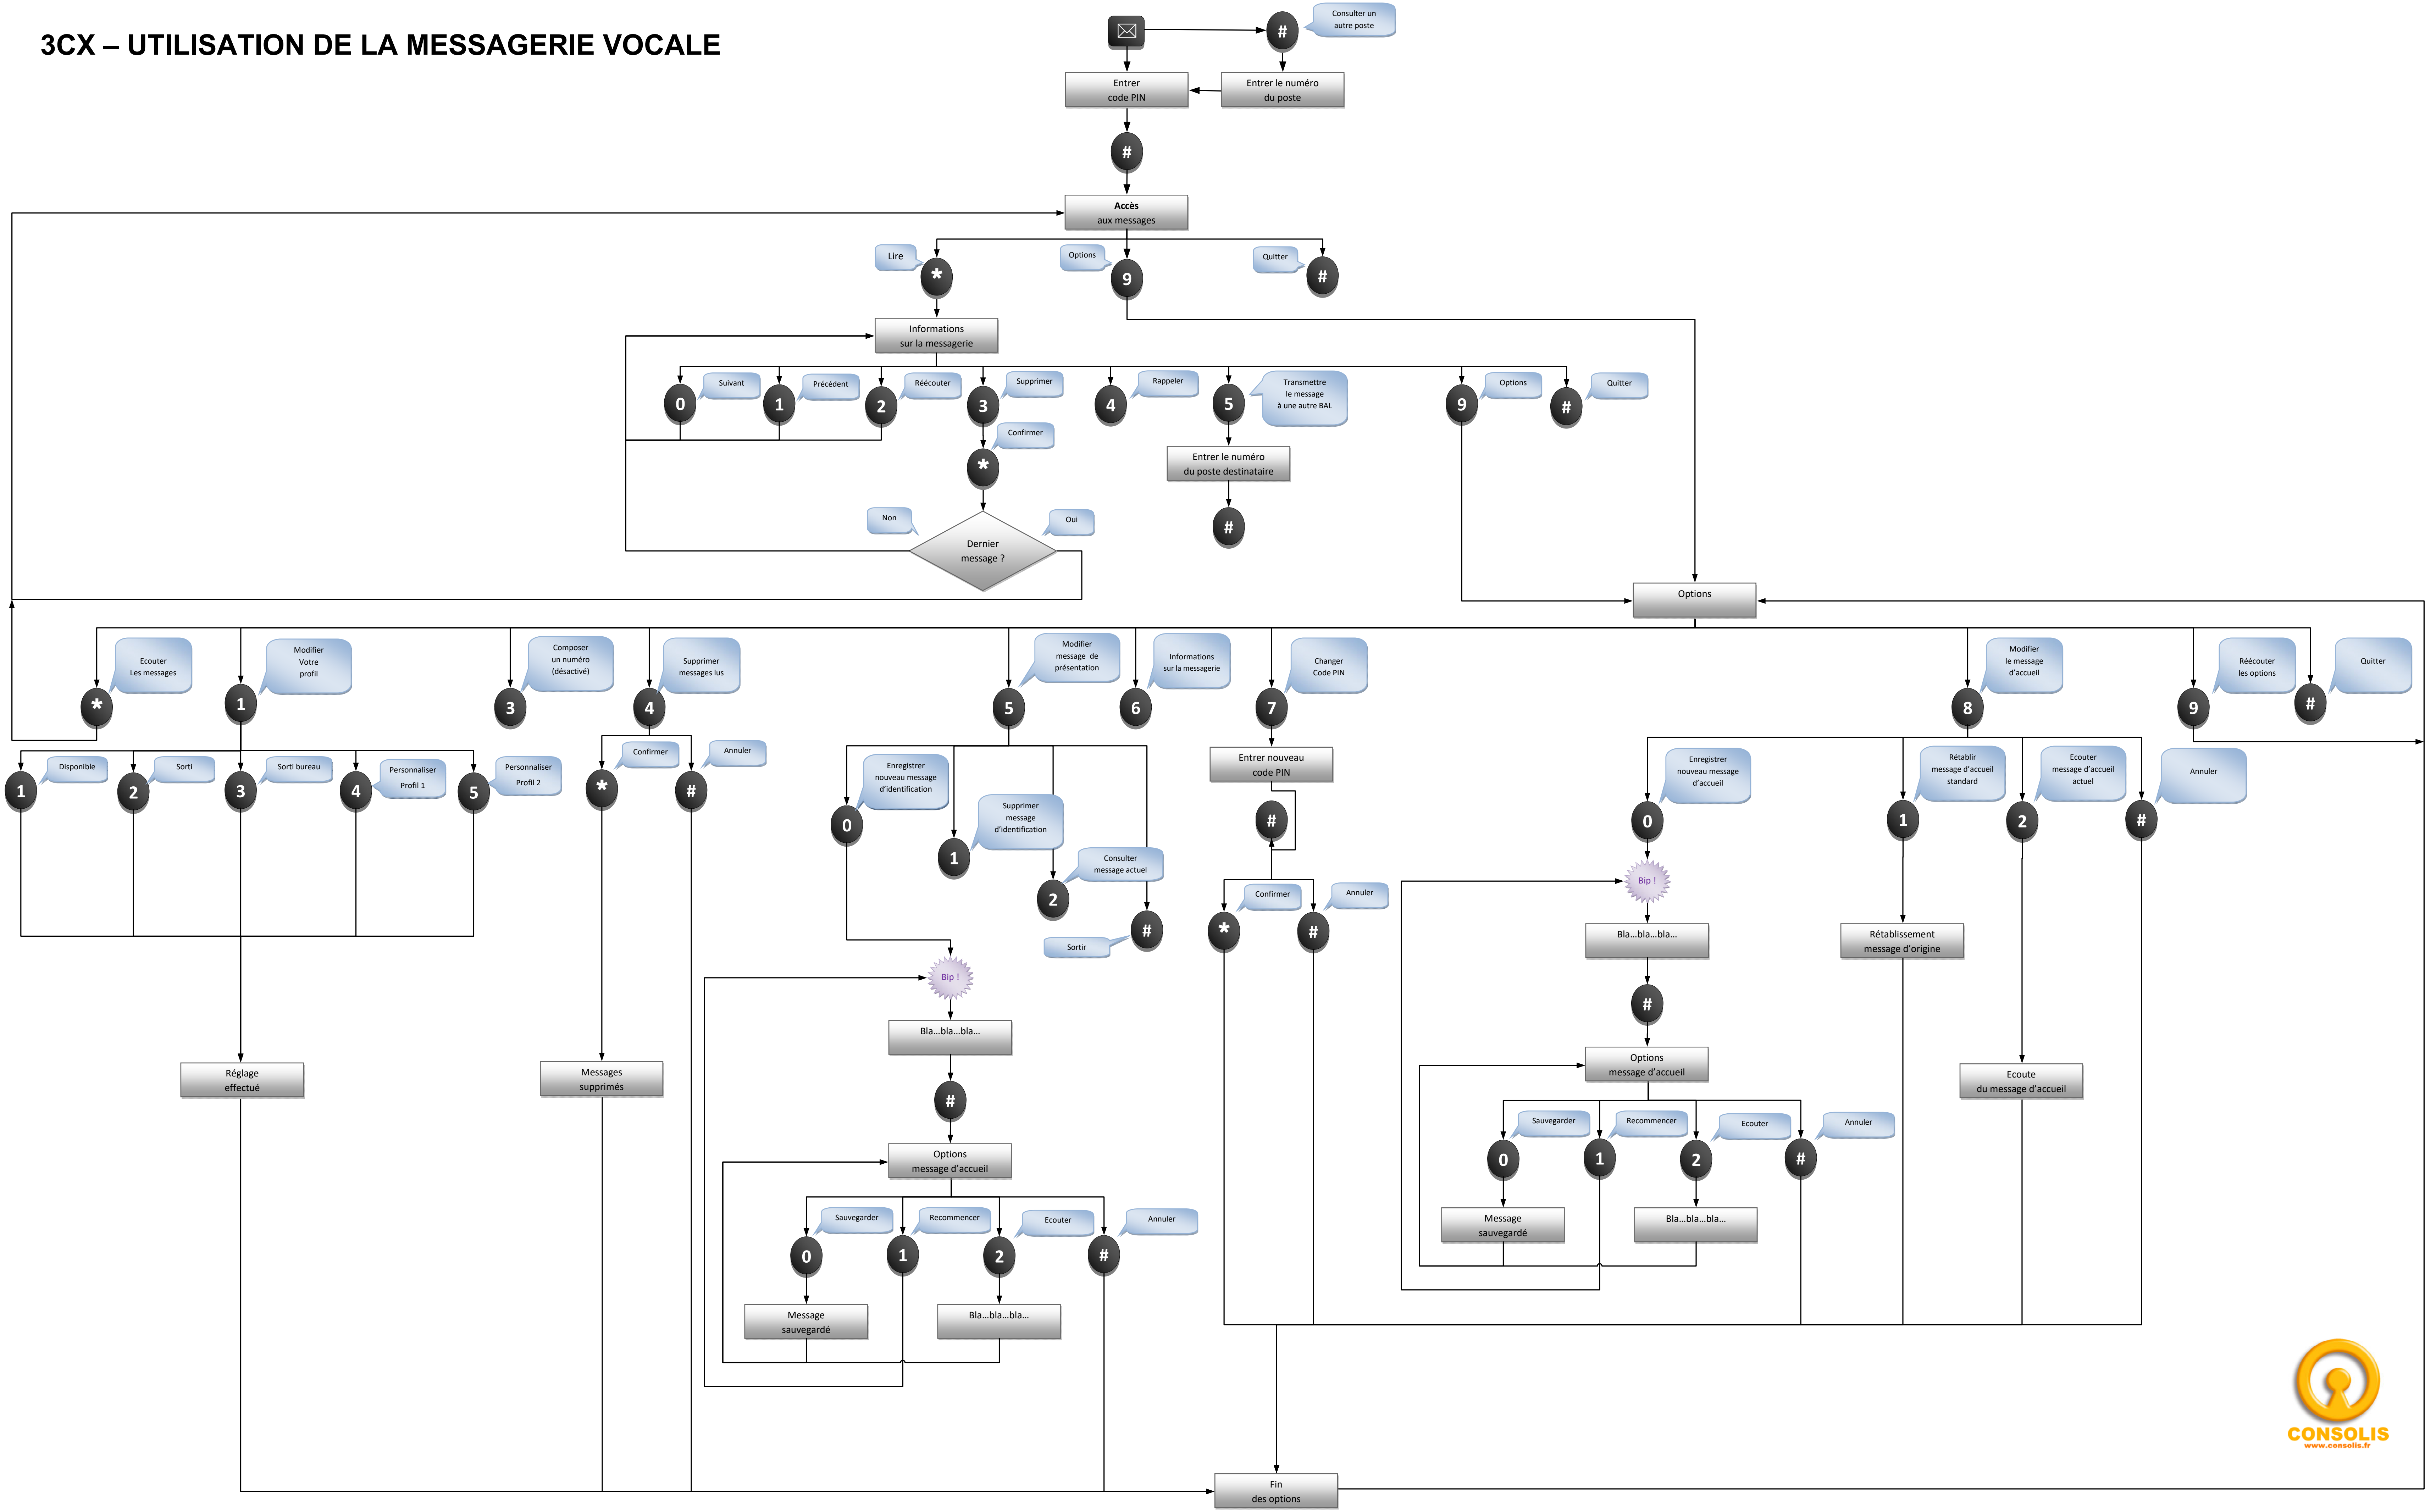 3CX – UTILISATION DE LA MESSAGERIE VOCALE
#
Consulter un
autre poste
Entrer
code PIN
Entrer le numéro
du poste
#
Accès
aux messages
Lire
*
Options
9
Quitter
#
Informations
sur la messagerie
0
Suivant
1
Précédent
2
Réécouter
3
Supprimer
4
Rappeler
5
Transmettre
le message
à une autre BAL
9
Options
#
Quitter
Confirmer
*
Entrer le numéro
du poste destinataire
#
Non
Oui
Dernier
message ?
Options
Ecouter
Les messages
*
Modifier
Votre
profil
1
Composer
un numéro
(désactivé)
3
Supprimer
messages lus
4
Modifier
message de
présentation
5
Informations
sur la messagerie
6
Changer
Code PIN
7
Modifier
le message
d’accueil
8
Réécouter
les options
9
Quitter
#
1
Disponible
2
Sorti
3
Sorti bureau
4
Personnaliser
Profil 1
5
Personnaliser
Profil 2
*
Confirmer
#
Annuler
0
Enregistrer
nouveau message
d’identification
1
Supprimer
message
d’identification
2
Consulter
message actuel
#
Sortir
Entrer nouveau
code PIN
#
*
Confirmer
#
Annuler
0
Enregistrer
nouveau message
d’accueil
1
Rétablir
message d’accueil
standard
2
Ecouter
message d’accueil
actuel
#
Annuler
Bip !
Bla…bla…bla…
#
Options
message d’accueil
0
Sauvegarder
1
Recommencer
2
Ecouter
#
Annuler
Message
sauvegardé
Bla…bla…bla…
Bip !
Bla…bla…bla…
#
Options
message d’accueil
0
Sauvegarder
1
Recommencer
2
Ecouter
#
Annuler
Message
sauvegardé
Bla…bla…bla…
Rétablissement
message d’origine
Ecoute
du message d’accueil
Réglage
effectué
Messages
supprimés
Fin
des options
CONSOLIS
www.consolis.fr